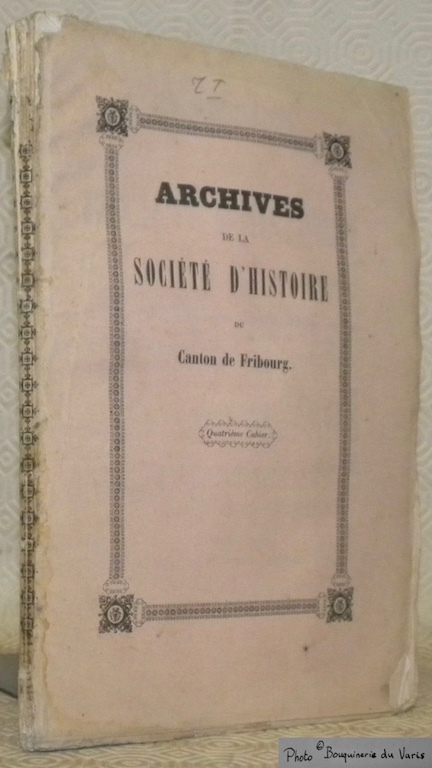 ARCHIVES
DE LA
SOCIÉTÉ D'HISTOIRE
DU
Canton de Fribourg.
Quatrième Cahier.
Photo © Bouquinerie du Varis